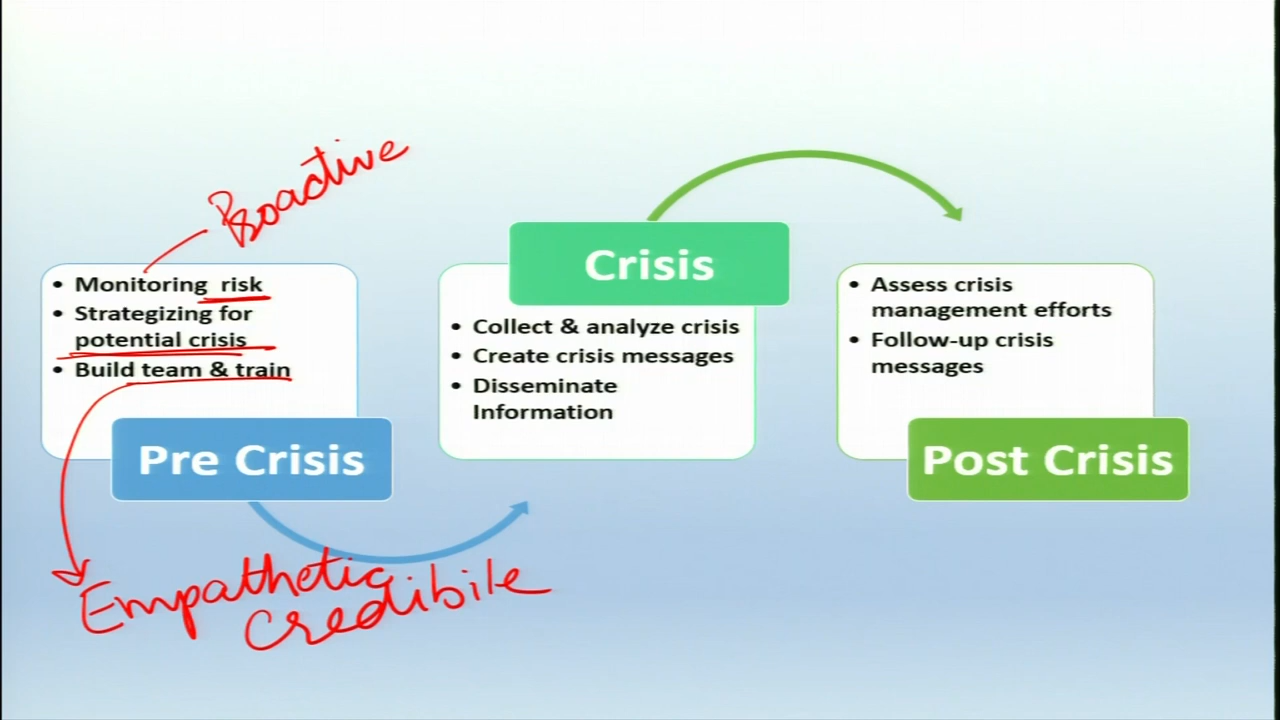 Proactive
• Monitoring risk
• Strategizing for
potential crisis
• Build team & train
Pre Crisis
Empathetic
Credibile
Crisis
• Collect & analyze crisis
• Create crisis messages
• Disseminate
Information
• Assess crisis
management efforts
• Follow-up crisis
messages
Post Crisis